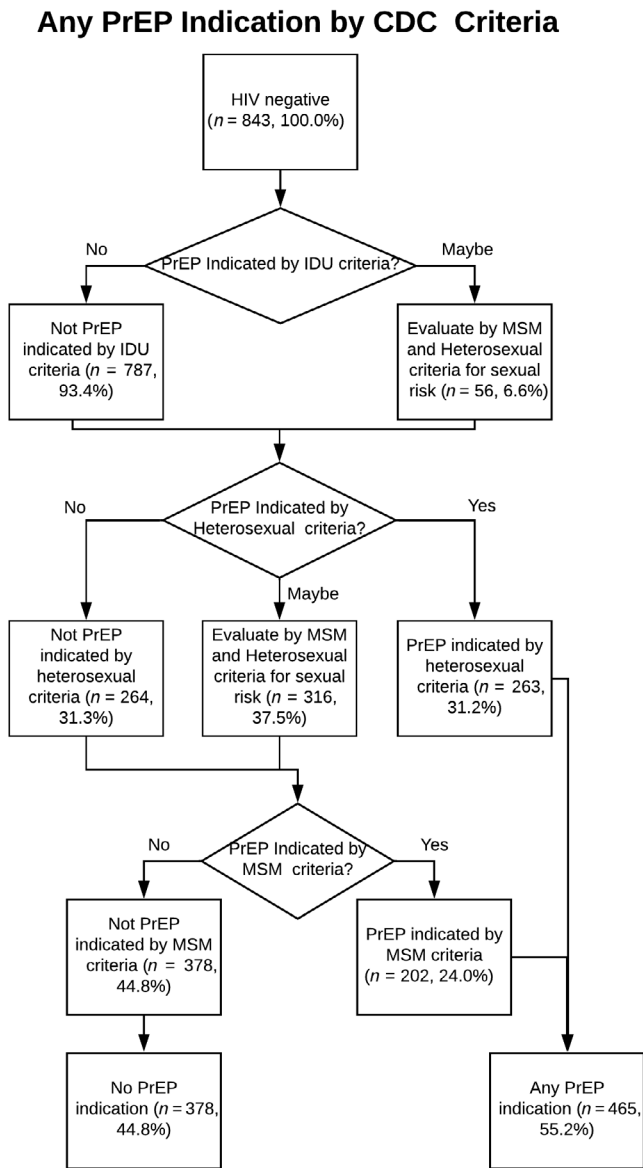 Any PrEP Indication by CDC Criteria
HIV negative
(n = 843, 100.0%)
PrEP Indicated by IDU criteria?
No
Maybe
Not PrEP
indicated by IDU
criteria (n = 787,
93.4%)
Evaluate by MSM
and Heterosexual
criteria for sexual
risk (n = 56, 6.6%)
PrEP Indicated by
Heterosexual criteria?
No
Yes
Maybe
Not PrEP
indicated by
heterosexual
criteria (n = 264,
31.3%)
Evaluate by MSM
and Heterosexual
criteria for sexual
risk (n = 316,
37.5%)
PrEP indicated by
heterosexual
criteria (n = 263,
31.2%)
PrEP Indicated by
MSM criteria?
No
Yes
Not PrEP
indicated by MSM
criteria (n = 378,
44.8%)
PrEP indicated by
MSM criteria
(n = 202, 24.0%)
No PrEP
indication (n = 378,
44.8%)
Any PrEP
indication (n = 465,
55.2%)